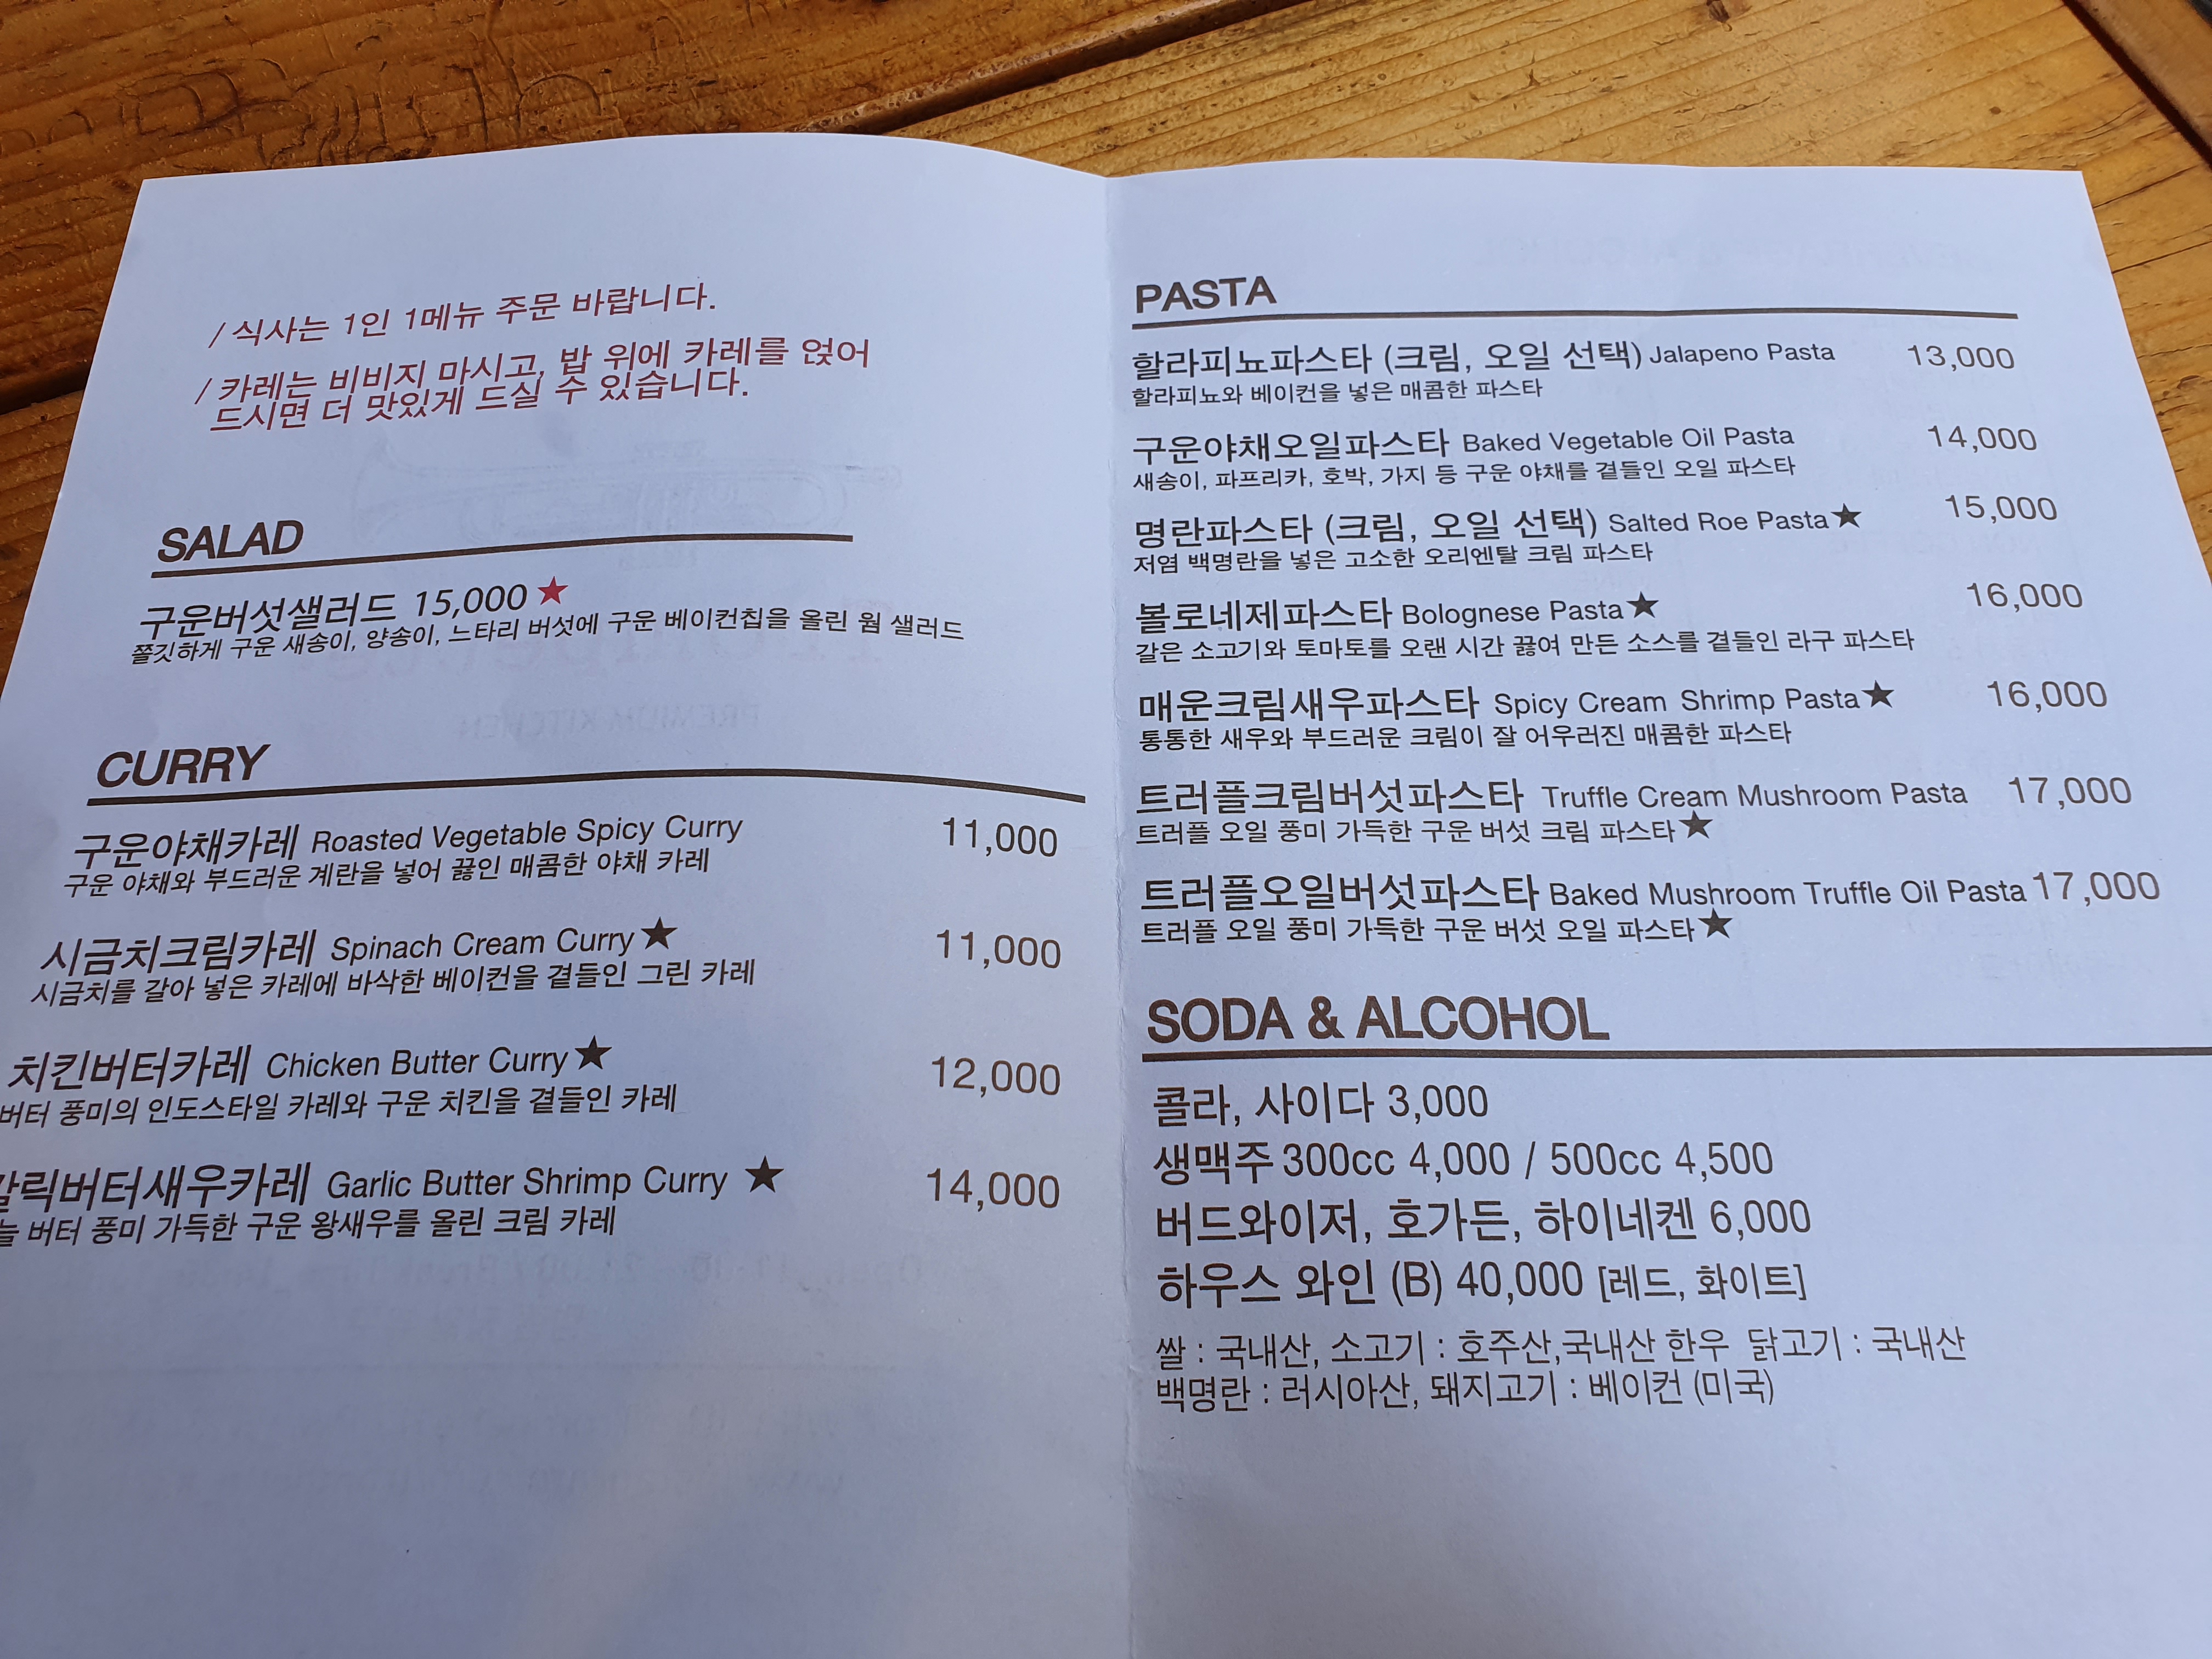 / 식사는 1인 1메뉴 주문 바랍니다.
/ 카레는 비비지 마시고, 밥 위에 카레를 얹어
드시면 더 맛있게 드실 수 있습니다.
SALAD
구운버섯샐러드 15,000 ★
쫄깃하게 구운 새송이, 양송이, 느타리 버섯에 구운 베이컨칩을 올린 웜 샐러드
CURRY
구운야채카레 Roasted Vegetable Spicy Curry 11,000
구운 야채와 부드러운 계란을 넣어 끓인 매콤한 야채 카레
시금치크림카레 Spinach Cream Curry ★ 11,000
시금치를 갈아 넣은 카레에 바삭한 베이컨을 곁들인 그린 카레
치킨버터카레 Chicken Butter Curry ★ 12,000
버터 풍미의 인도스타일 카레와 구운 치킨을 곁들인 카레
갈릭버터새우카레 Garlic Butter Shrimp Curry ★ 14,000
버터 풍미 가득한 구운 왕새우를 올린 크림 카레
PASTA
할라피뇨파스타 (크림, 오일 선택) Jalapeno Pasta 13,000
할라피뇨와 베이컨을 넣은 매콤한 파스타
구운야채오일파스타 Baked Vegetable Oil Pasta 14,000
새송이, 파프리카, 호박, 가지 등 구운 야채를 곁들인 오일 파스타
명란파스타 (크림, 오일 선택) Salted Roe Pasta ★ 15,000
저염 백명란을 넣은 고소한 오리엔탈 크림 파스타
볼로네제파스타 Bolognese Pasta ★ 16,000
갈은 소고기와 토마토를 오랜 시간 끓여 만든 소스를 곁들인 라구 파스타
매운크림새우파스타 Spicy Cream Shrimp Pasta ★ 16,000
통통한 새우와 부드러운 크림이 잘 어우러진 매콤한 파스타
트러플크림버섯파스타 Truffle Cream Mushroom Pasta 17,000
트러플 오일 풍미 가득한 구운 버섯 크림 파스타 ★
트러플오일버섯파스타 Baked Mushroom Truffle Oil Pasta 17,000
트러플 오일 풍미 가득한 구운 버섯 오일 파스타 ★
SODA & ALCOHOL
콜라, 사이다 3,000
생맥주 300cc 4,000 / 500cc 4,500
버드와이저, 호가든, 하이네켄 6,000
하우스 와인 (B) 40,000 [레드, 화이트]
쌀 : 국내산, 소고기 : 호주산,국내산 한우 닭고기 : 국내산
백명란 : 러시아산, 돼지고기 : 베이컨 (미국)